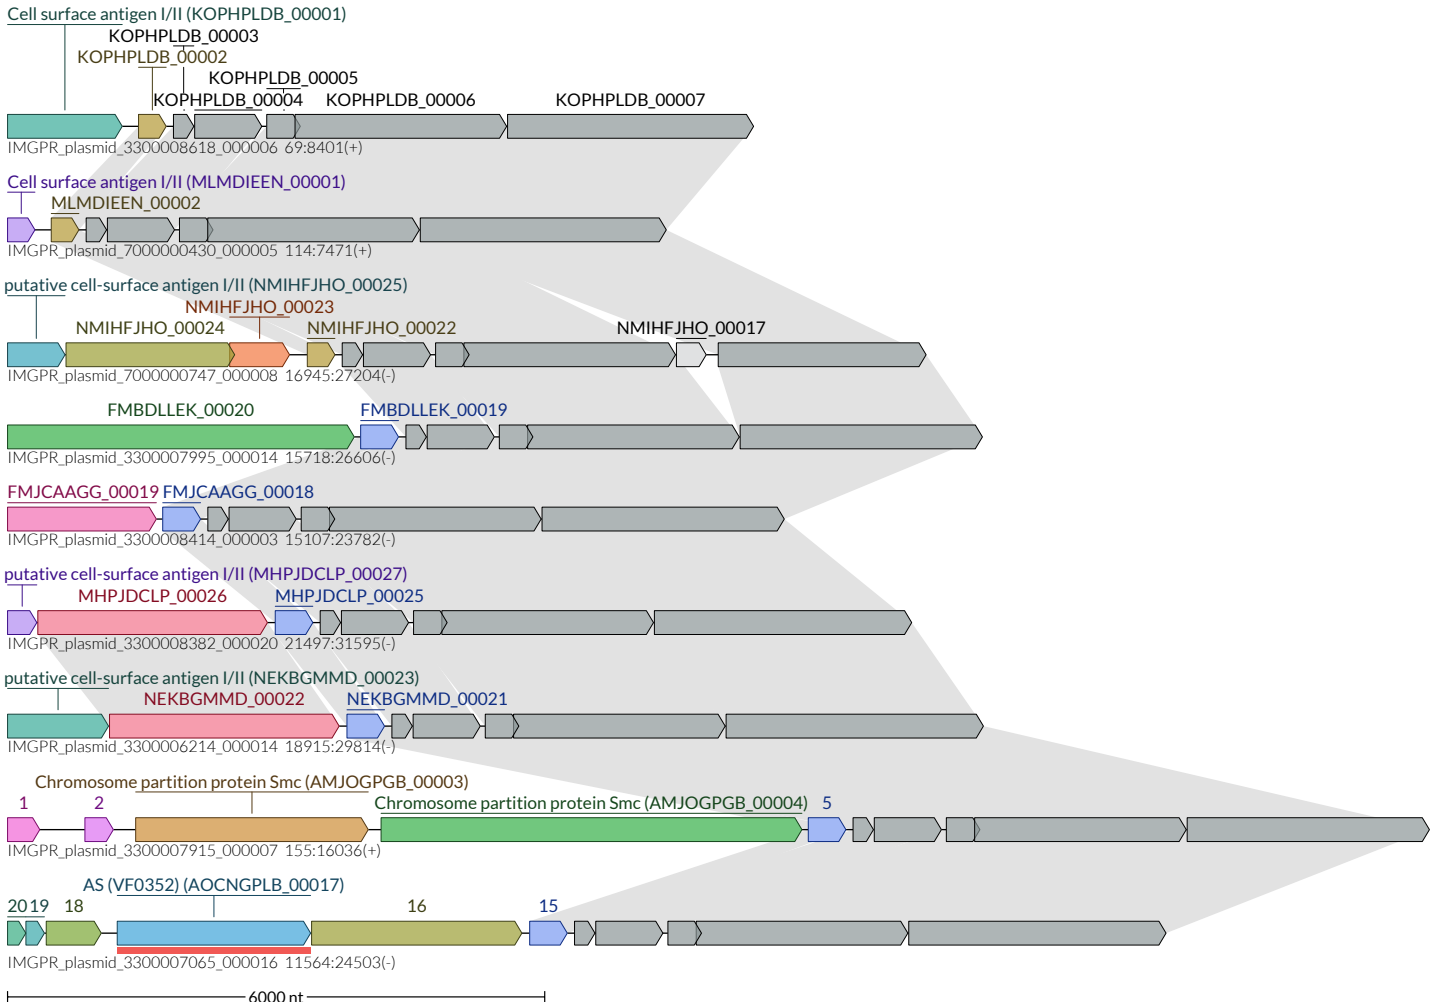 Cell surface antigen I/II (KOPHPLDB_00001)
KOPHPLDB_00003
KOPHPLDB_00002
KOPHPLDB_00005
KOPHPLDB_00004 KOPHPLDB_00006 KOPHPLDB_00007
IMGPR_plasmid_3300008618_000006 69:8401(+)
Cell surface antigen I/II (MLMDIEEN_00001)
MLMDIEEN_00002
IMGPR_plasmid_7000000430_000005 114:7471(+)
putative cell-surface antigen I/II (NMIHFJHO_00025)
NMIHFJHO_00023
NMIHFJHO_00024 NMIHFJHO_00022 NMIHFJHO_00017
IMGPR_plasmid_7000000747_000008 16945:27204(-)
FMBDLLEK_00020 FMBDLLEK_00019
IMGPR_plasmid_3300007995_000014 15718:26606(-)
FMJCAAGG_00019 FMJCAAGG_00018
IMGPR_plasmid_3300008414_000003 15107:23782(-)
putative cell-surface antigen I/II (MHPJDCLP_00027)
MHPJDCLP_00026 MHPJDCLP_00025
IMGPR_plasmid_3300008382_000020 21497:31595(-)
putative cell-surface antigen I/II (NEKBGMMD_00023)
NEKBGMMD_00022 NEKBGMMD_00021
IMGPR_plasmid_3300006214_000014 18915:29814(-)
Chromosome partition protein Smc (AMJOGPGB_00003)
1 2 Chromosome partition protein Smc (AMJOGPGB_00004) 5
IMGPR_plasmid_3300007915_000007 155:16036(+)
AS (VF0352) (AOCNGPLB_00017)
20 19 18 16 15
IMGPR_plasmid_3300007065_000016 11564:24503(-)
6000 nt